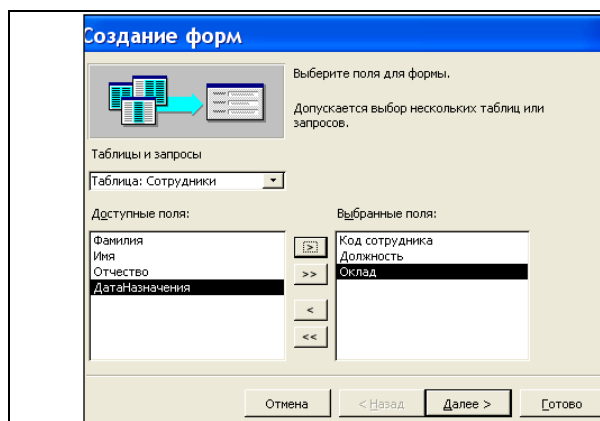 Создание форм
Выберите поля для формы.
Допускается выбор нескольких таблиц или
запросов.
Таблицы и запросы
Таблица: Сотрудники
Доступные поля:
Выбранные поля:
Фамилия
Имя
Отчество
ДатаНазначения
>
>>
<
<<
Код сотрудника
Должность
Оклад
Отмена
< Назад
Далее >
Готово